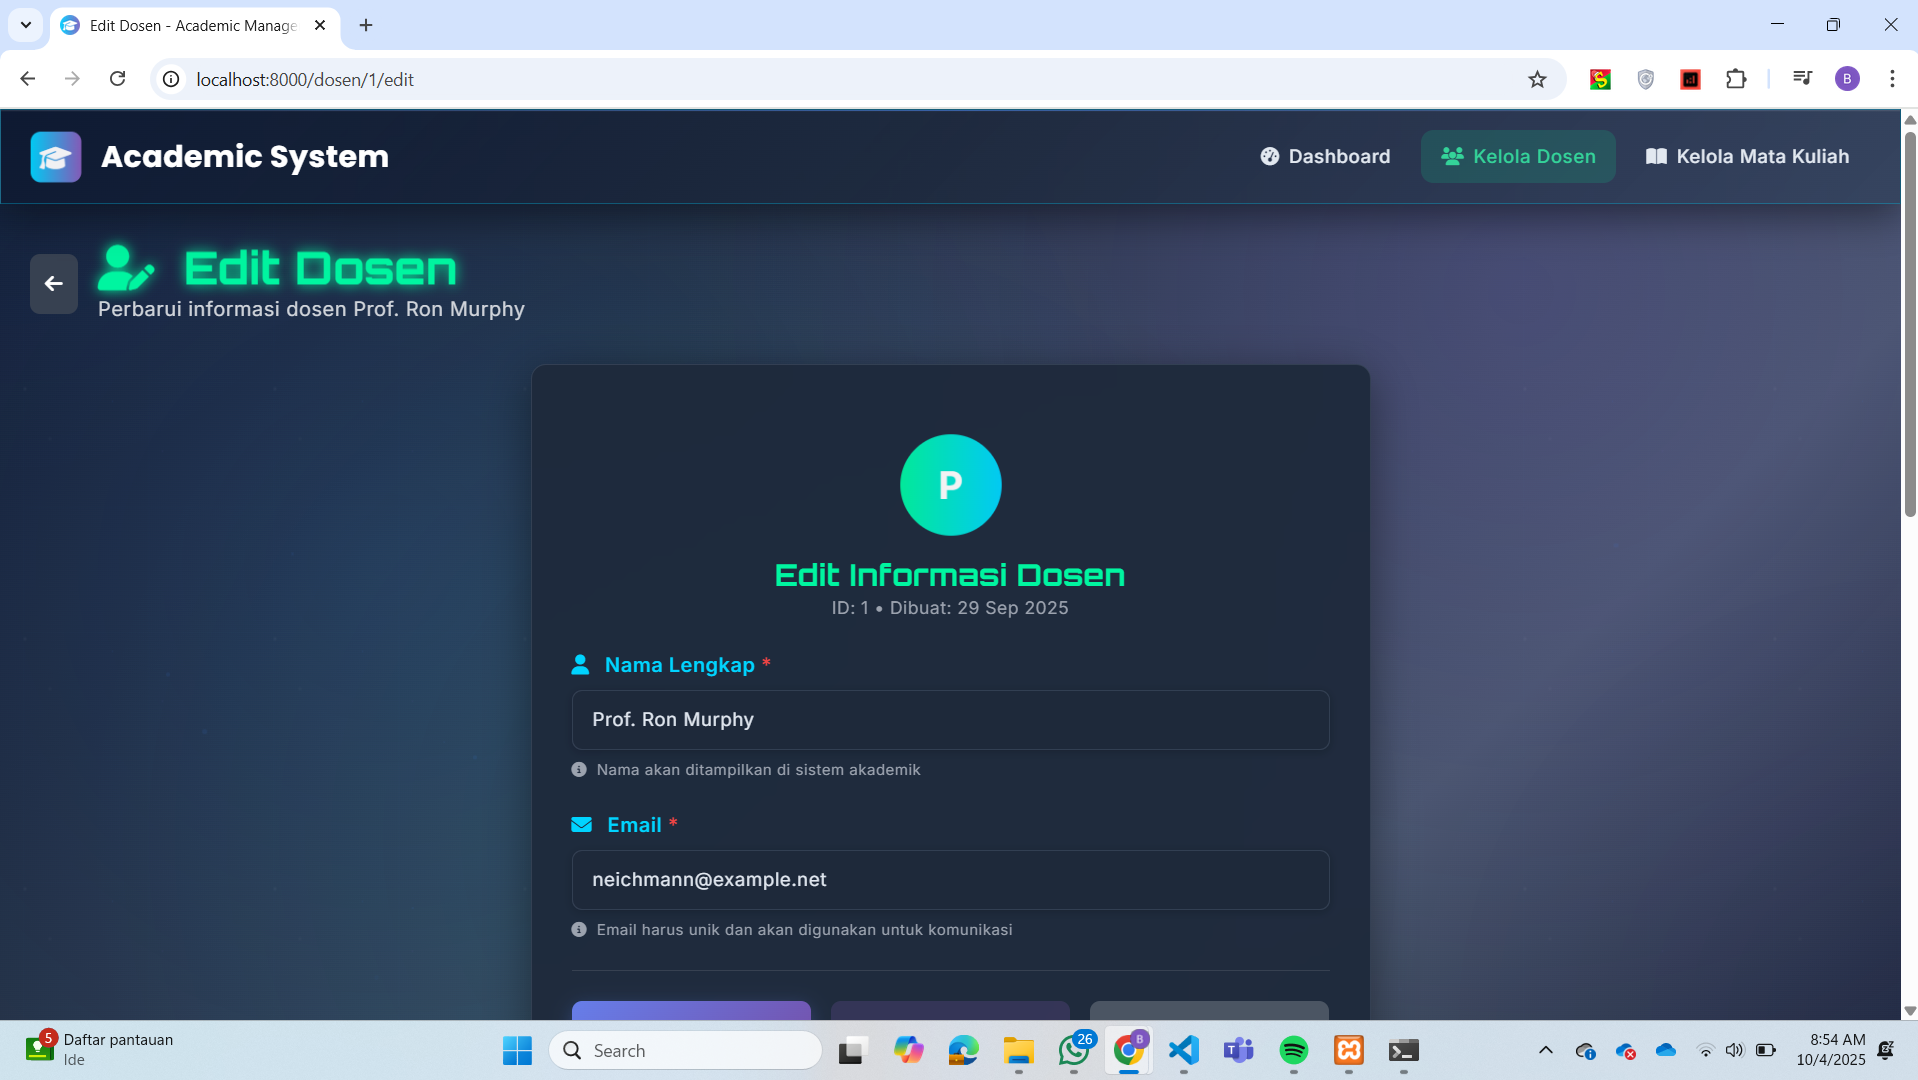 Edit Dosen - Academic Manage
localhost:8000/dosen/1/edit
B
Academic System
Dashboard
Kelola Dosen
Kelola Mata Kuliah
Edit Dosen
Perbarui informasi dosen Prof. Ron Murphy
P
Edit Informasi Dosen
ID: 1 • Dibuat: 29 Sep 2025
Nama Lengkap *
Prof. Ron Murphy
Nama akan ditampilkan di sistem akademik
Email *
neichmann@example.net
Email harus unik dan akan digunakan untuk komunikasi
5
Daftar pantauan
Ide
Search
26
B
8:54 AM
10/4/2025